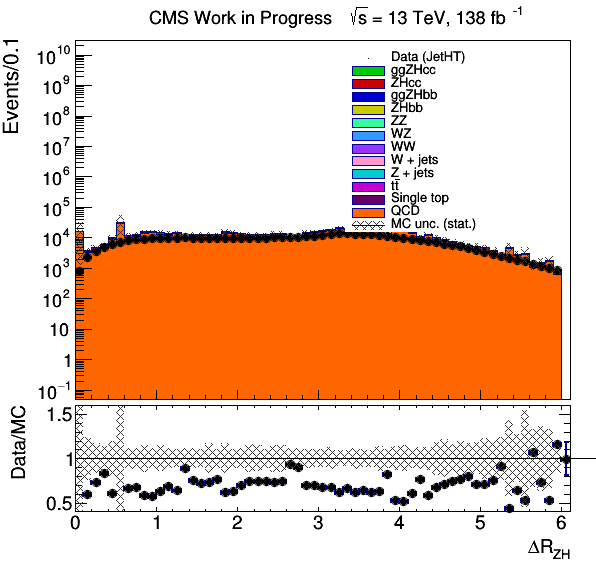 CMS Work in Progress √s = 13 TeV, 138 fb⁻¹
Events/0.1
10¹⁰
10⁹
10⁸
10⁷
10⁶
10⁵
10⁴
10³
10²
10
1
10⁻¹
Data (JetHT)
ggZHcc
ZHcc
ggZHbb
ZHbb
ZZ
WZ
WW
W + jets
Z + jets
tt̄
Single top
QCD
MC unc. (stat.)
Data/MC
1.5
1
0.5
0 1 2 3 4 5 6
ΔR_ZH